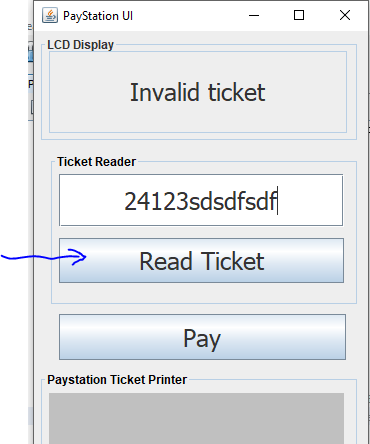 PayStation UI
LCD Display
Invalid ticket
Ticket Reader
24123sdsdfsdf
Read Ticket
Pay
Paystation Ticket Printer